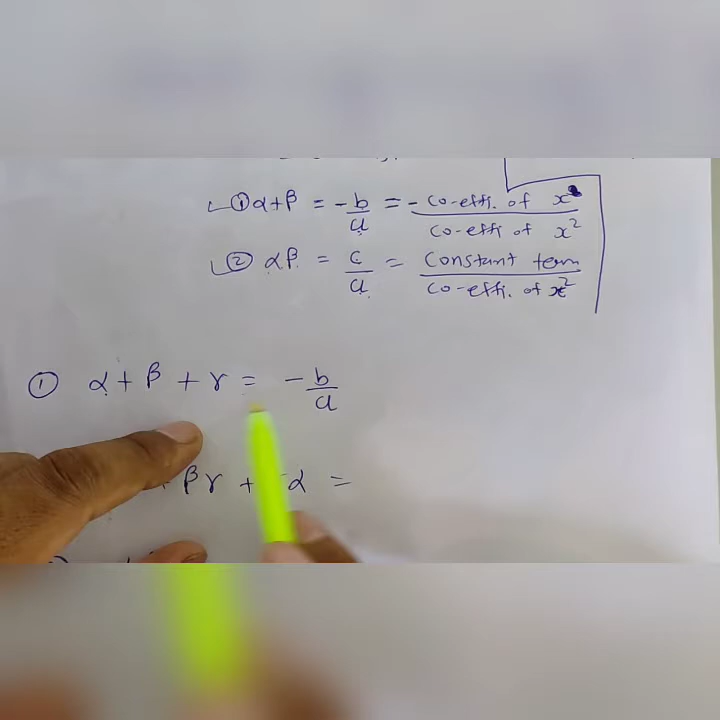 ① α+β = -b/a = - co-effi. of x / co-effi of x²
② αβ = c/a = constant term / co-effi. of x²
① α + β + γ = -b/a
βγ + α =